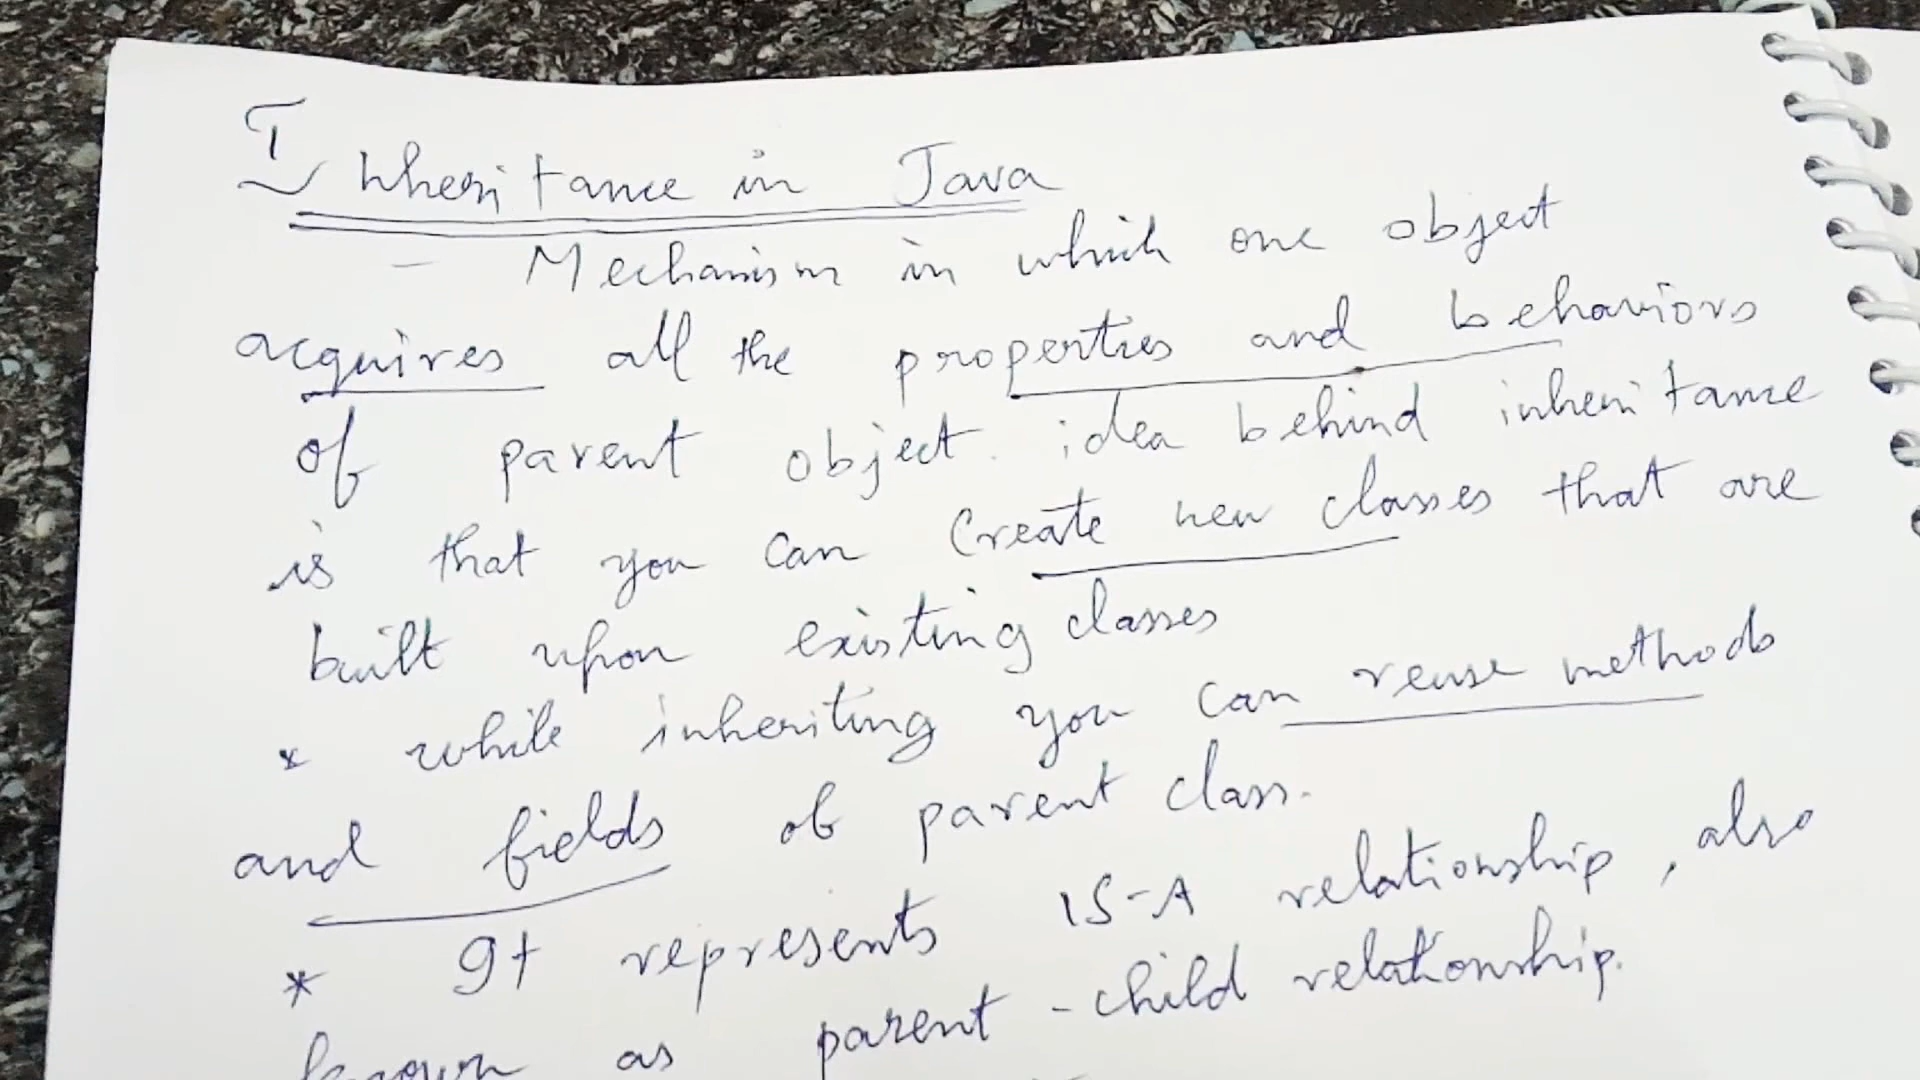 Inheritance in Java
- Mechanism in which one object
acquires all the properties and behaviors
of parent object. idea behind inheritance
is that you can create new classes that are
built upon existing classes
* while inheriting you can reuse methods
and fields of parent class.
* It represents IS-A relationship, also
known as parent-child relationship.